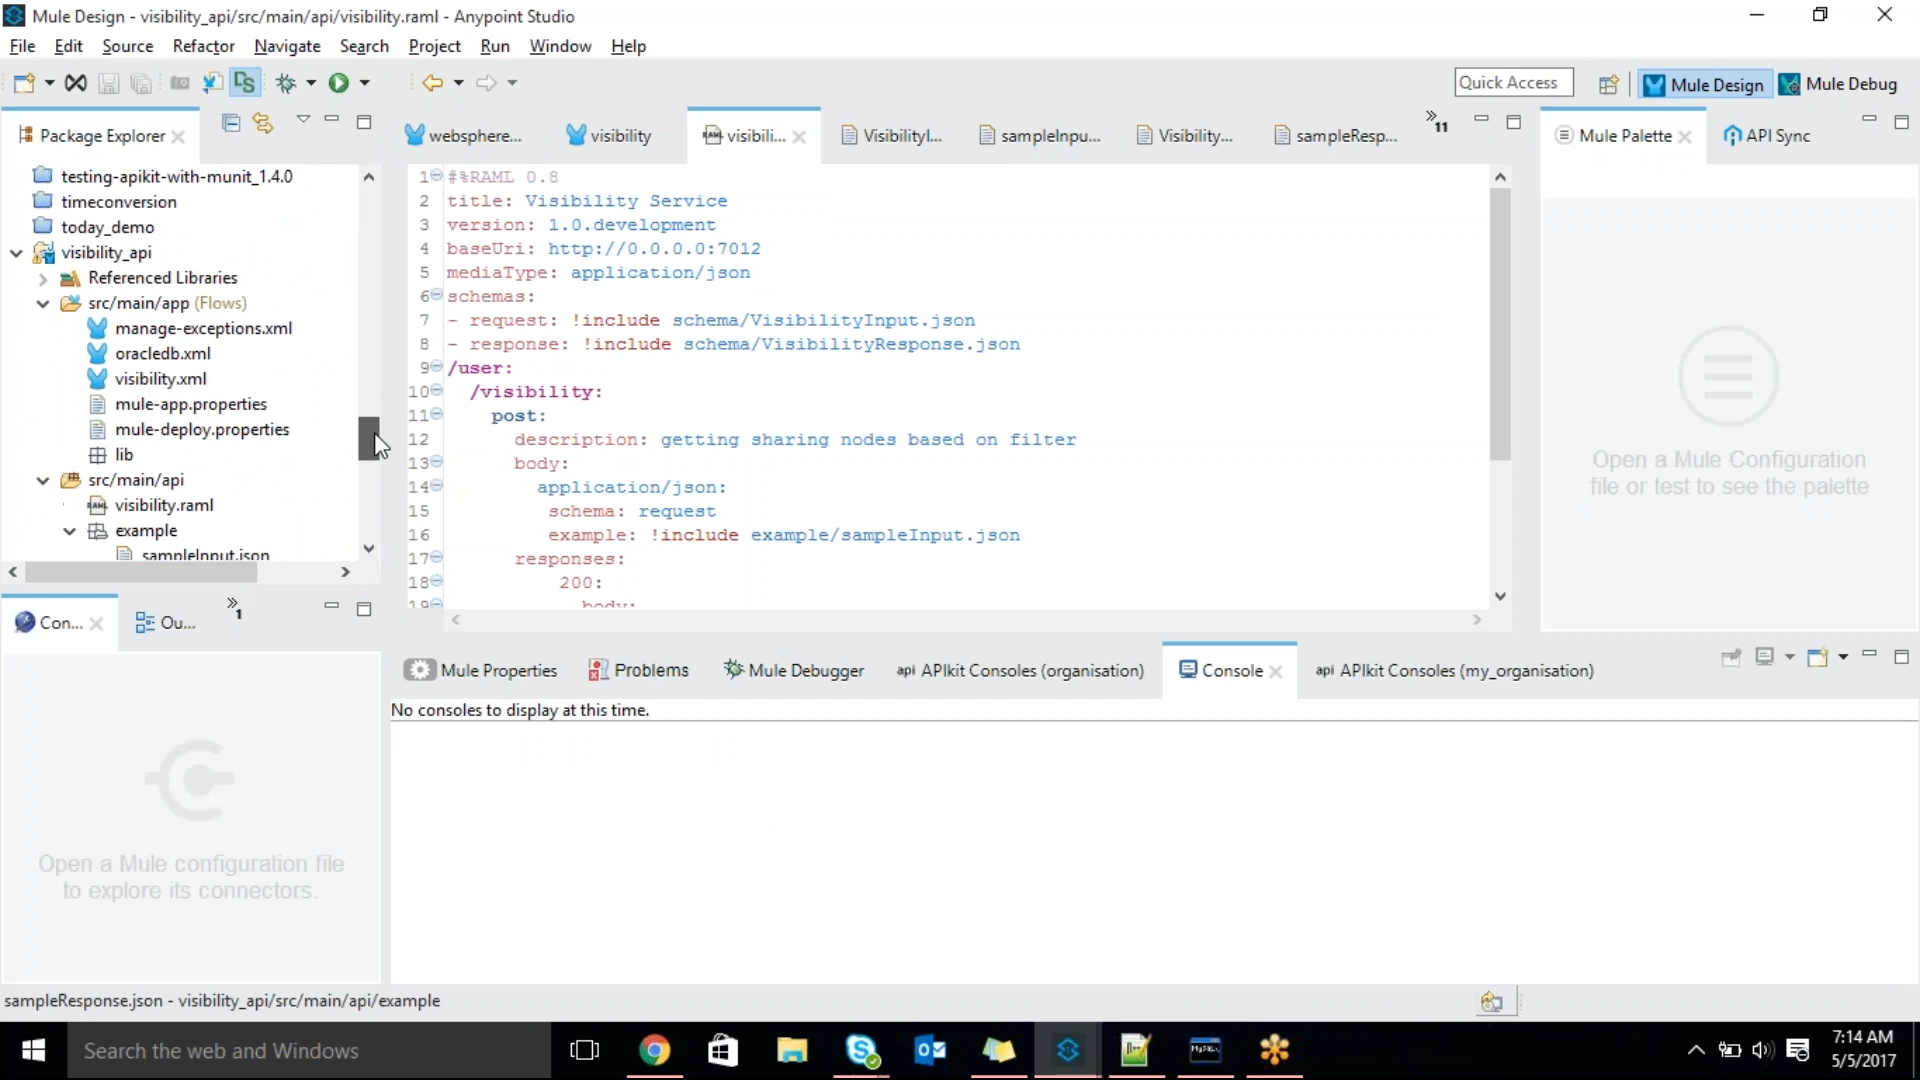 Mule Design - visibility_api/src/main/api/visibility.raml - Anypoint Studio
File Edit Source Refactor Navigate Search Project Run Window Help
Quick Access
Mule Design
Mule Debug
Package Explorer
websphere...
visibility
visibili...
VisibilityI...
sampleInpu...
Visibility...
sampleResp...
»11
Mule Palette
API Sync
testing-apikit-with-munit_1.4.0
timeconversion
today_demo
visibility_api
Referenced Libraries
src/main/app (Flows)
manage-exceptions.xml
oracledb.xml
visibility.xml
mule-app.properties
mule-deploy.properties
lib
src/main/api
visibility.raml
example
sampleInput.json
1 #%RAML 0.8
2 title: Visibility Service
3 version: 1.0.development
4 baseUri: http://0.0.0.0:7012
5 mediaType: application/json
6 schemas:
7 - request: !include schema/VisibilityInput.json
8 - response: !include schema/VisibilityResponse.json
9 /user:
10 /visibility:
11 post:
12 description: getting sharing nodes based on filter
13 body:
14 application/json:
15 schema: request
16 example: !include example/sampleInput.json
17 responses:
18 200:
19 body:
Open a Mule Configuration
file or test to see the palette
Con...
Ou...
»1
Open a Mule configuration file
to explore its connectors.
Mule Properties
Problems
Mule Debugger
api APIkit Consoles (organisation)
Console
api APIkit Consoles (my_organisation)
No consoles to display at this time.
sampleResponse.json - visibility_api/src/main/api/example
Search the web and Windows
7:14 AM
5/5/2017